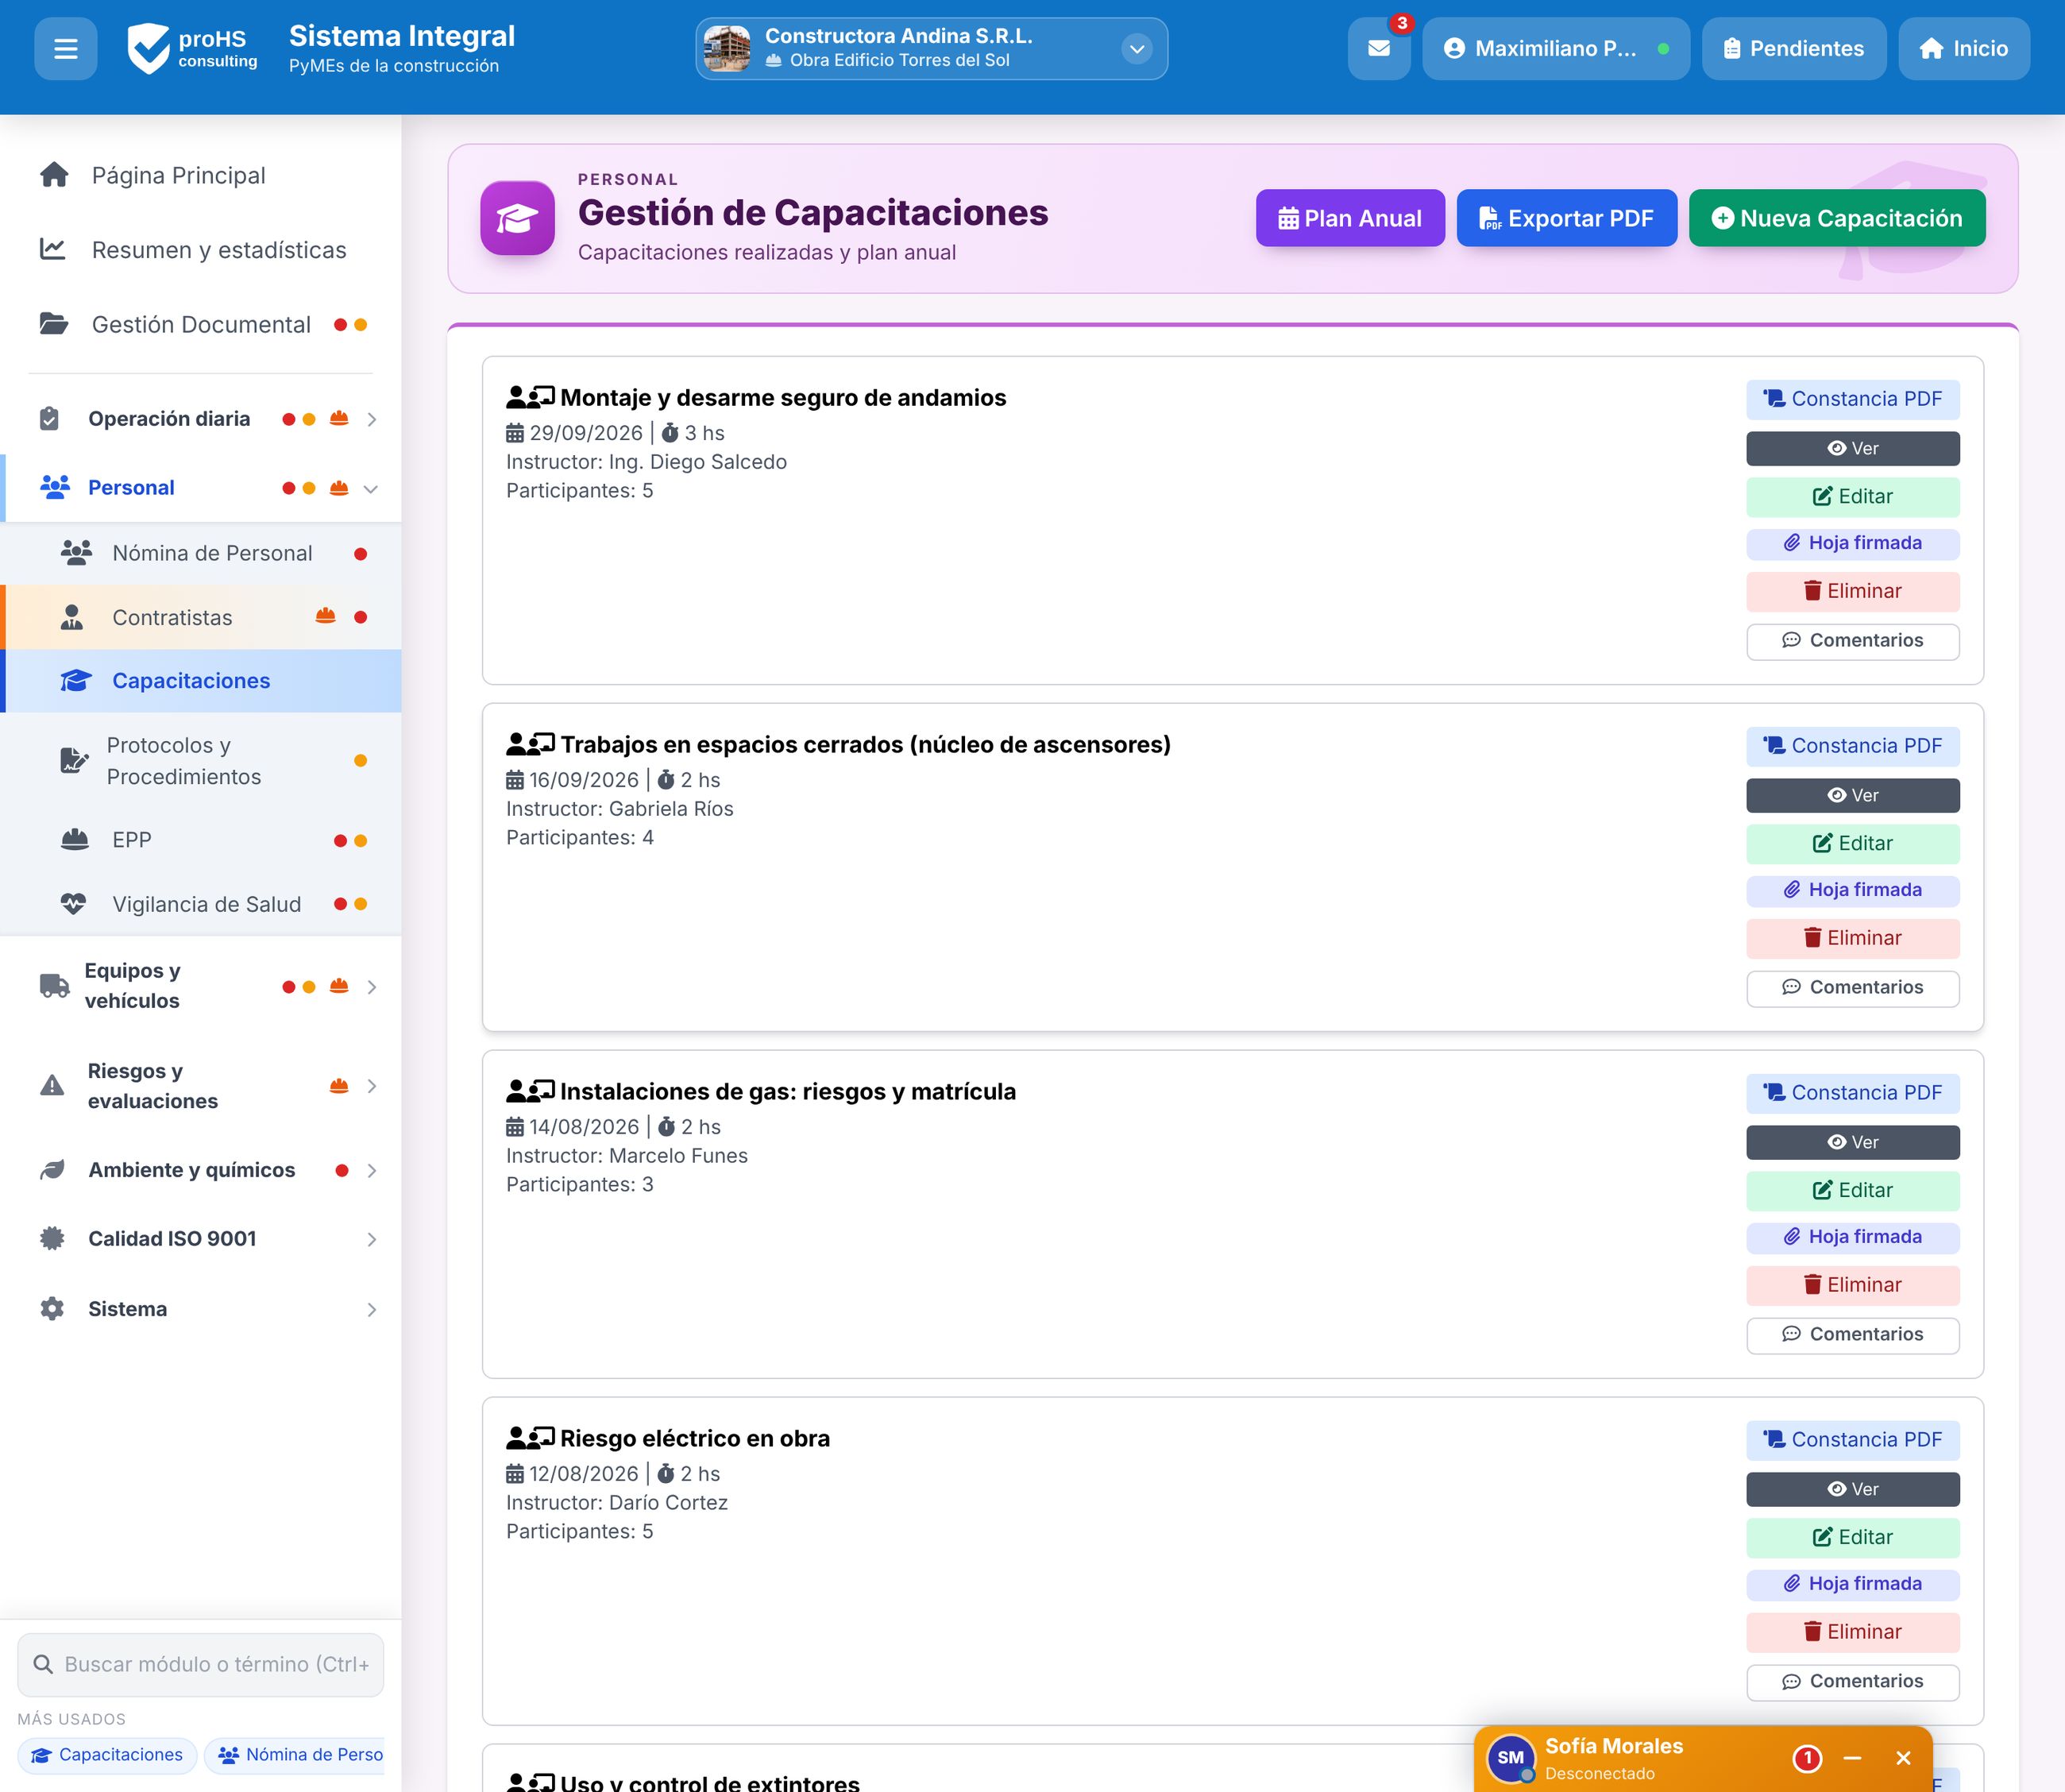 proHS
consulting
Sistema Integral
PyMEs de la construcción
Constructora Andina S.R.L.
Obra Edificio Torres del Sol
3
Maximiliano P...
Pendientes
Inicio
Página Principal
Resumen y estadísticas
Gestión Documental
Operación diaria
Personal
Nómina de Personal
Contratistas
Capacitaciones
Protocolos y
Procedimientos
EPP
Vigilancia de Salud
Equipos y
vehículos
Riesgos y
evaluaciones
Ambiente y químicos
Calidad ISO 9001
Sistema
Buscar módulo o término (Ctrl+
MÁS USADOS
Capacitaciones
Nómina de Perso
PERSONAL
Gestión de Capacitaciones
Capacitaciones realizadas y plan anual
Plan Anual
PDF Exportar PDF
Nueva Capacitación
Montaje y desarme seguro de andamios
29/09/2026 | 3 hs
Instructor: Ing. Diego Salcedo
Participantes: 5
Constancia PDF
Ver
Editar
Hoja firmada
Eliminar
Comentarios
Trabajos en espacios cerrados (núcleo de ascensores)
16/09/2026 | 2 hs
Instructor: Gabriela Ríos
Participantes: 4
Constancia PDF
Ver
Editar
Hoja firmada
Eliminar
Comentarios
Instalaciones de gas: riesgos y matrícula
14/08/2026 | 2 hs
Instructor: Marcelo Funes
Participantes: 3
Constancia PDF
Ver
Editar
Hoja firmada
Eliminar
Comentarios
Riesgo eléctrico en obra
12/08/2026 | 2 hs
Instructor: Darío Cortez
Participantes: 5
Constancia PDF
Ver
Editar
Hoja firmada
Eliminar
Comentarios
Uso y control de extintores
SM
Sofía Morales
Desconectado
1